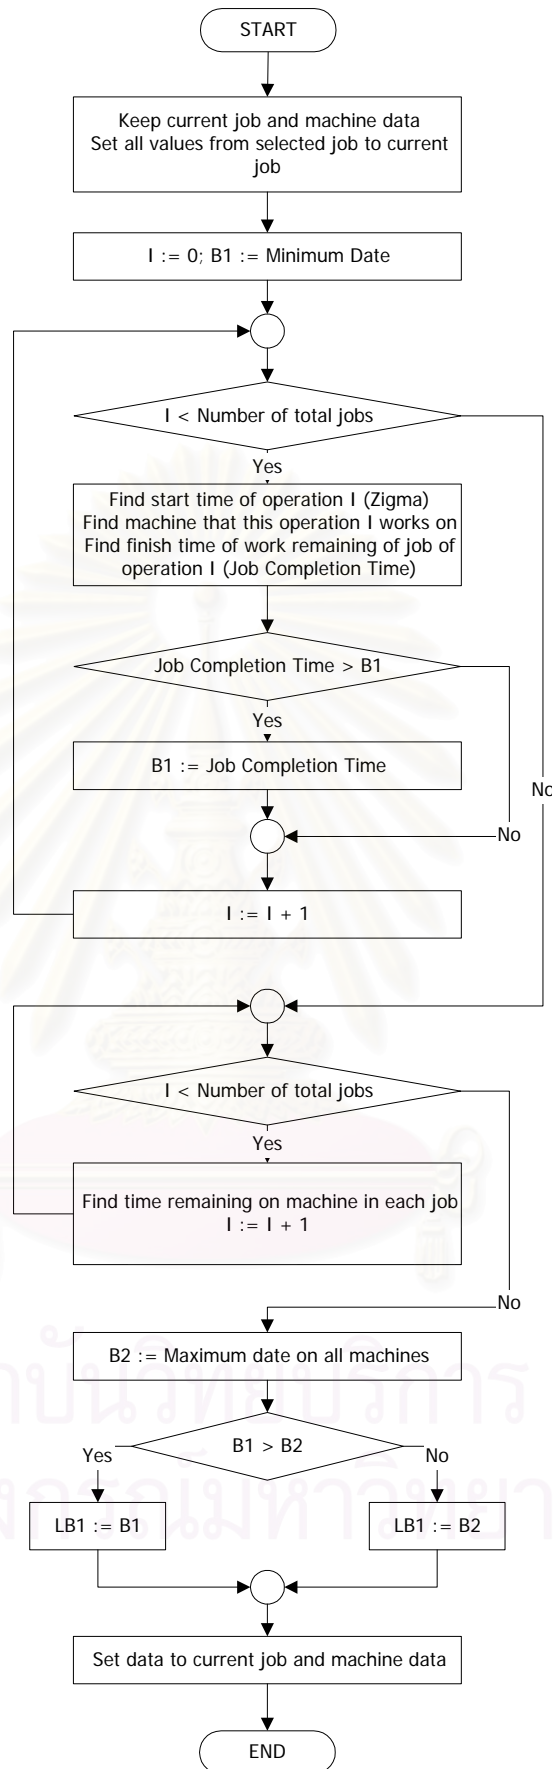 START
Keep current job and machine data
Set all values from selected job to current
job
I := 0; B1 := Minimum Date
I < Number of total jobs
Yes
Find start time of operation I (Zigma)
Find machine that this operation I works on
Find finish time of work remaining of job of
operation I (Job Completion Time)
Job Completion Time > B1
Yes
B1 := Job Completion Time
No
No
I := I + 1
I < Number of total jobs
Yes
Find time remaining on machine in each job
I := I + 1
No
B2 := Maximum date on all machines
B1 > B2
Yes
No
LB1 := B1
LB1 := B2
Set data to current job and machine data
END